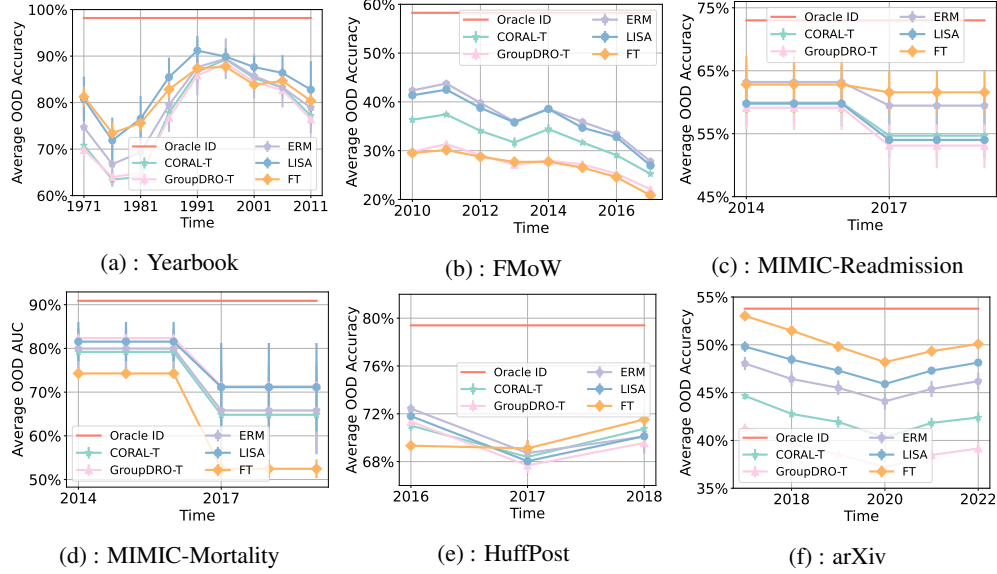 100%
90%
80%
70%
60%
Average OOD Accuracy
Oracle ID
CORAL-T
GroupDRO-T
ERM
LISA
FT
1971
1981
1991
2001
2011
Time
(a) : Yearbook
60%
50%
40%
30%
20%
Average OOD Accuracy
Oracle ID
CORAL-T
GroupDRO-T
ERM
LISA
FT
2010
2012
2014
2016
Time
(b) : FMoW
75%
65%
55%
45%
Average OOD Accuracy
Oracle ID
CORAL-T
GroupDRO-T
ERM
LISA
FT
2014
2017
Time
(c) : MIMIC-Readmission
90%
80%
70%
60%
50%
Average OOD AUC
Oracle ID
CORAL-T
GroupDRO-T
ERM
LISA
FT
2014
2017
Time
(d) : MIMIC-Mortality
80%
76%
72%
68%
Average OOD Accuracy
Oracle ID
CORAL-T
GroupDRO-T
ERM
LISA
FT
2016
2017
2018
Time
(e) : HuffPost
55%
50%
45%
40%
35%
Average OOD Accuracy
Oracle ID
CORAL-T
GroupDRO-T
ERM
LISA
FT
2018
2020
2022
Time
(f) : arXiv